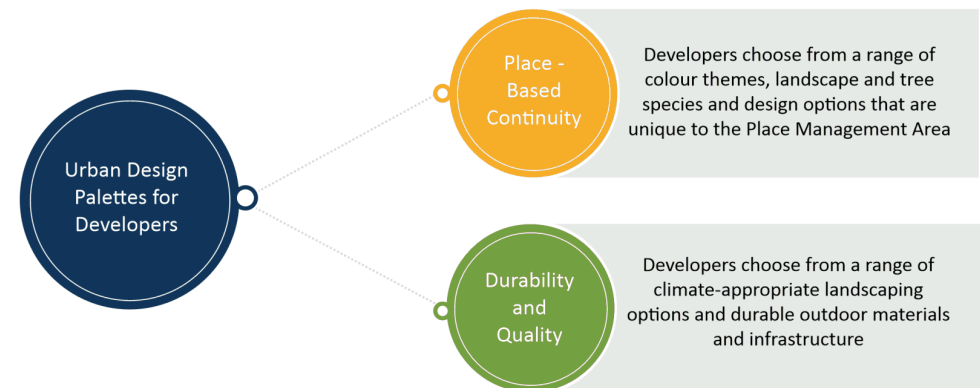 Urban Design
Palettes for
Developers
Place -
Based
Continuity
Developers choose from a range of
colour themes, landscape and tree
species and design options that are
unique to the Place Management Area
Durability
and
Quality
Developers choose from a range of
climate-appropriate landscaping
options and durable outdoor materials
and infrastructure